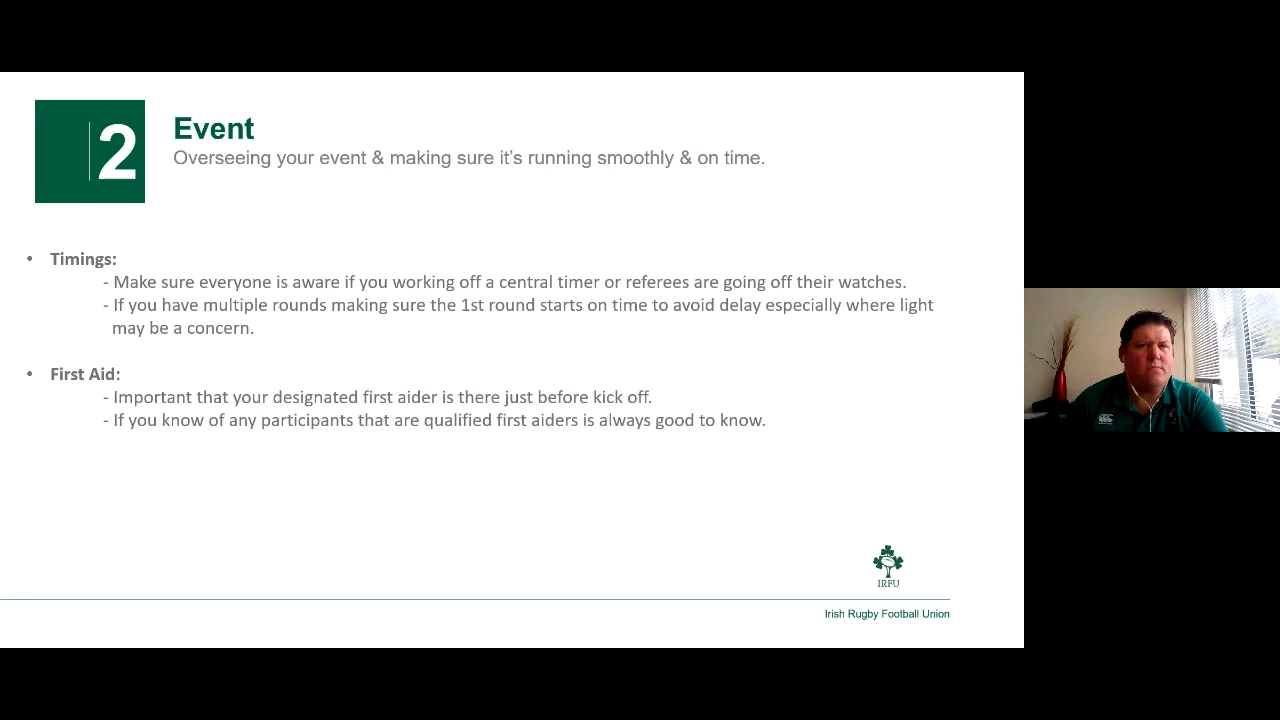 2
Event
Overseeing your event & making sure it's running smoothly & on time.
• Timings:
- Make sure everyone is aware if you working off a central timer or referees are going off their watches.
- If you have multiple rounds making sure the 1st round starts on time to avoid delay especially where light
may be a concern.
• First Aid:
- Important that your designated first aider is there just before kick off.
- If you know of any participants that are qualified first aiders is always good to know.
IRFU
Irish Rugby Football Union